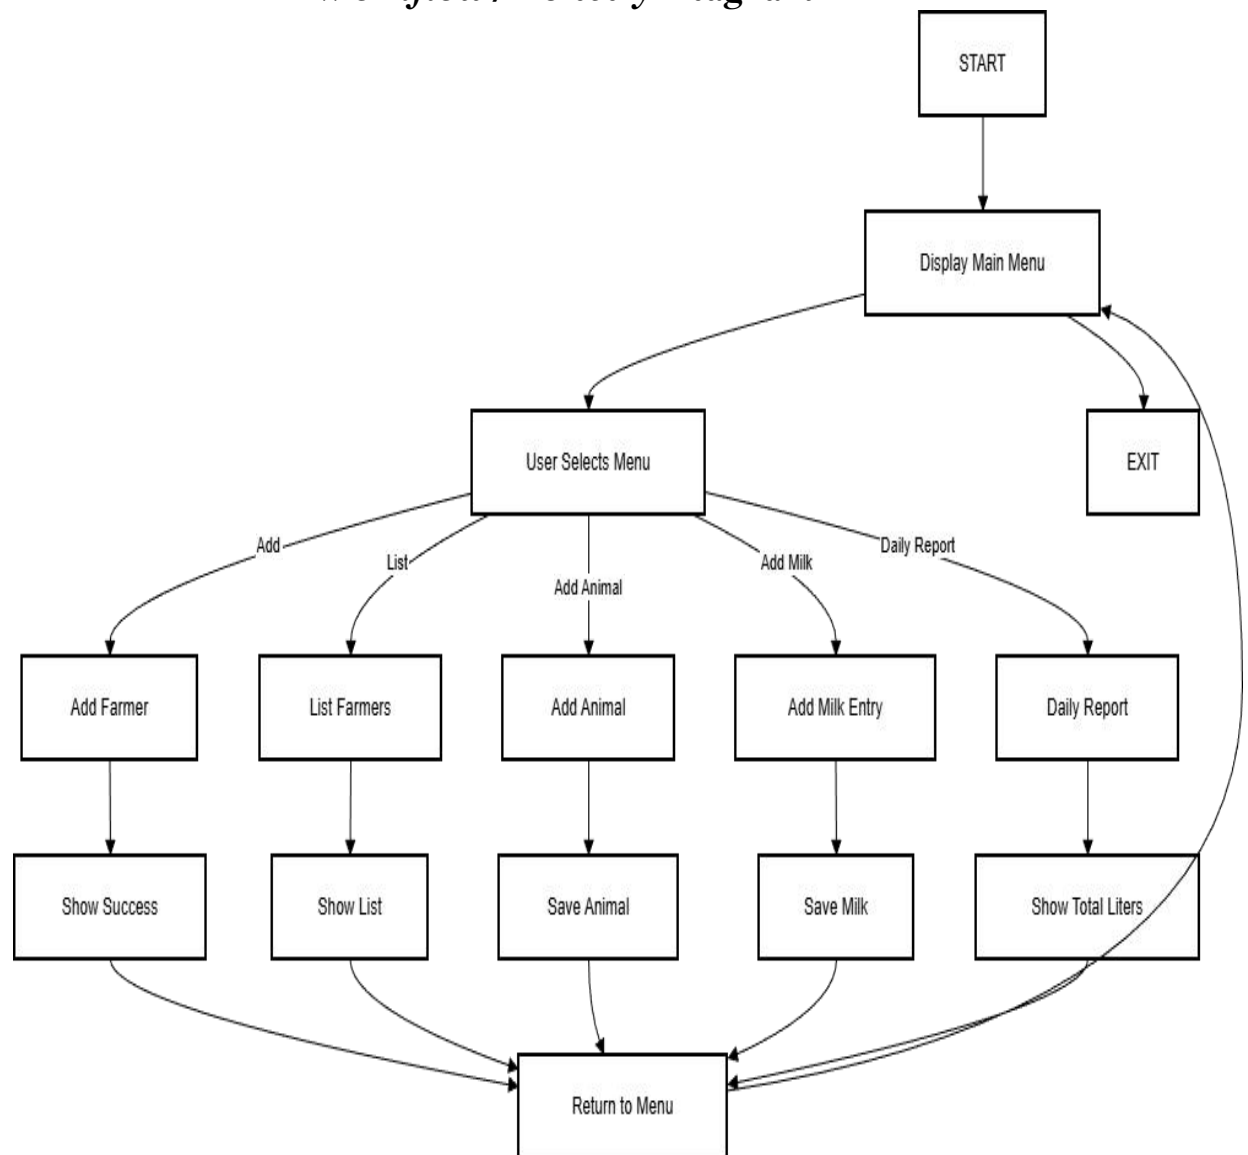 START
Display Main Menu
User Selects Menu
EXIT
Add
List
Add Animal
Add Milk
Daily Report
Add Farmer
List Farmers
Add Animal
Add Milk Entry
Daily Report
Show Success
Show List
Save Animal
Save Milk
Show Total Liters
Return to Menu